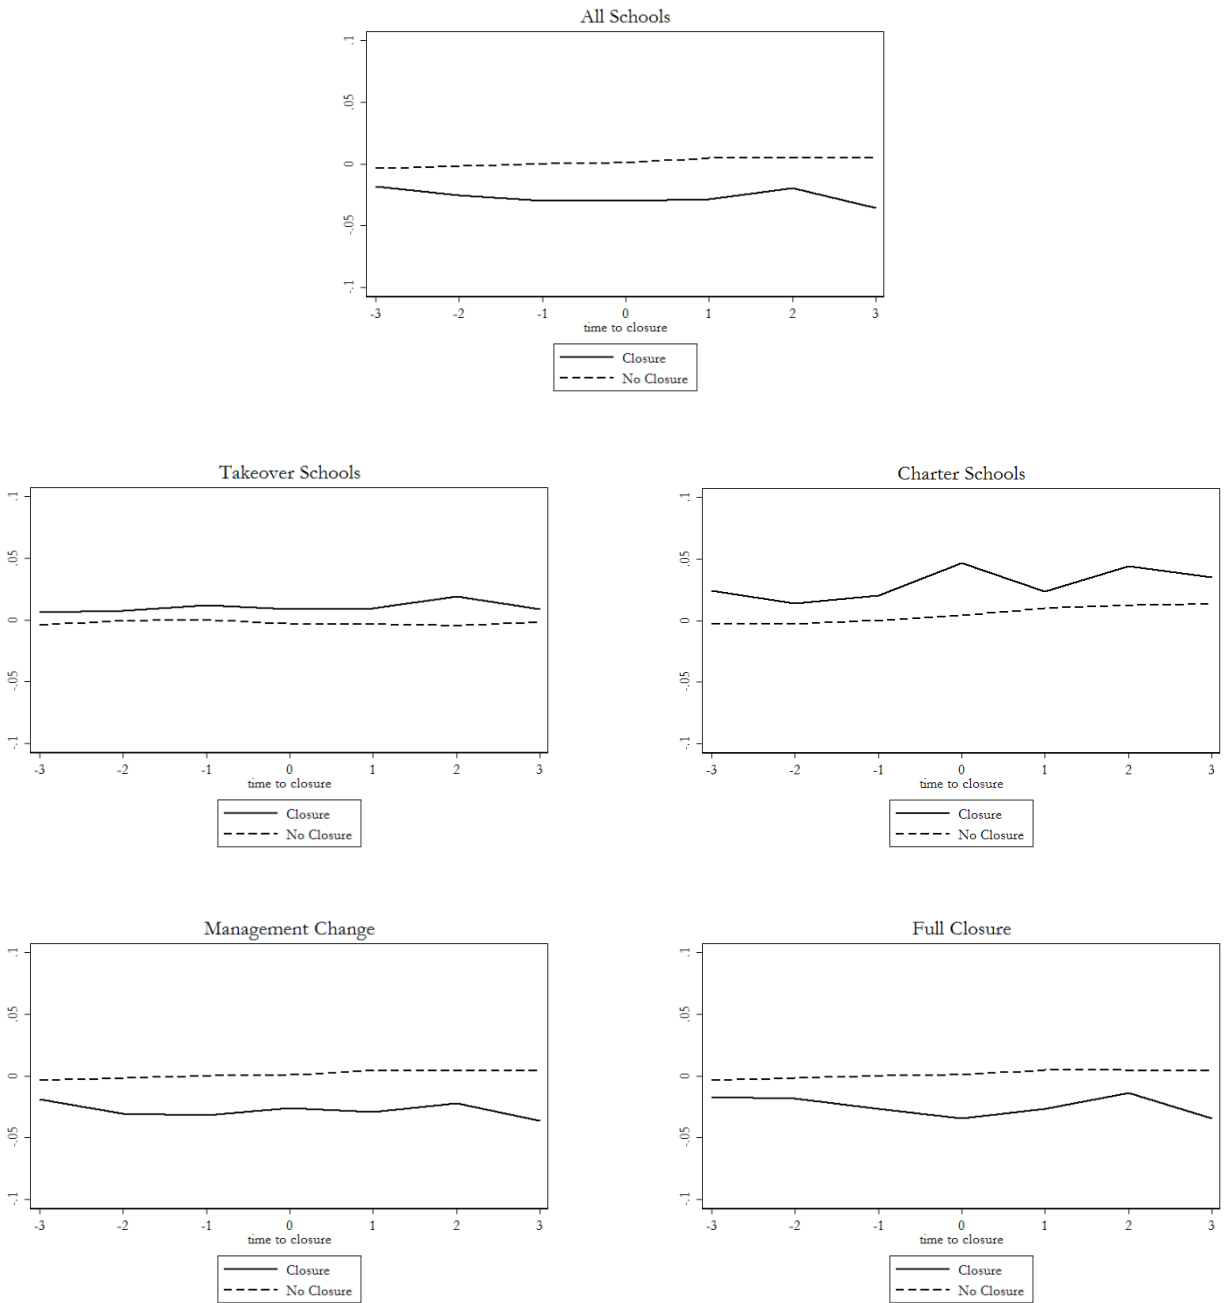 All Schools
.1
.05
0
-.05
-.1
-3 -2 -1 0 1 2 3
time to closure
Closure
No Closure
Takeover Schools
.1
.05
0
-.05
-.1
-3 -2 -1 0 1 2 3
time to closure
Closure
No Closure
Charter Schools
.1
.05
0
-.05
-.1
-3 -2 -1 0 1 2 3
time to closure
Closure
No Closure
Management Change
.1
.05
0
-.05
-.1
-3 -2 -1 0 1 2 3
time to closure
Closure
No Closure
Full Closure
.1
.05
0
-.05
-.1
-3 -2 -1 0 1 2 3
time to closure
Closure
No Closure